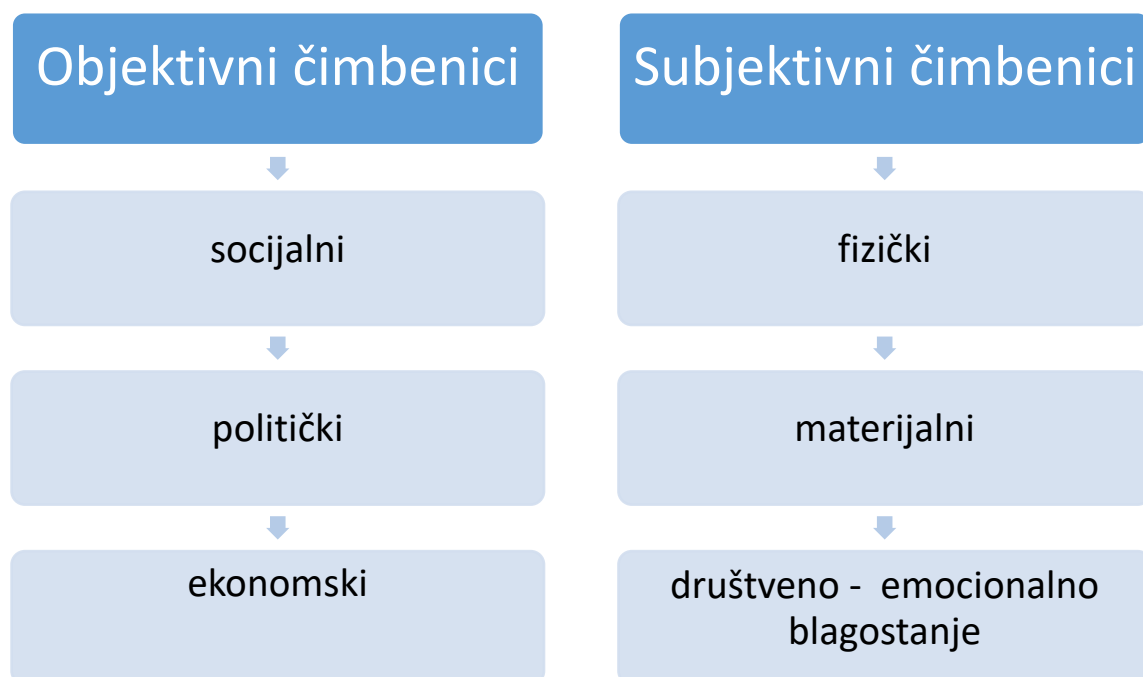 Objektivni čimbenici
socijalni
politički
ekonomski
Subjektivni čimbenici
fizički
materijalni
društveno - emocionalno
blagostanje